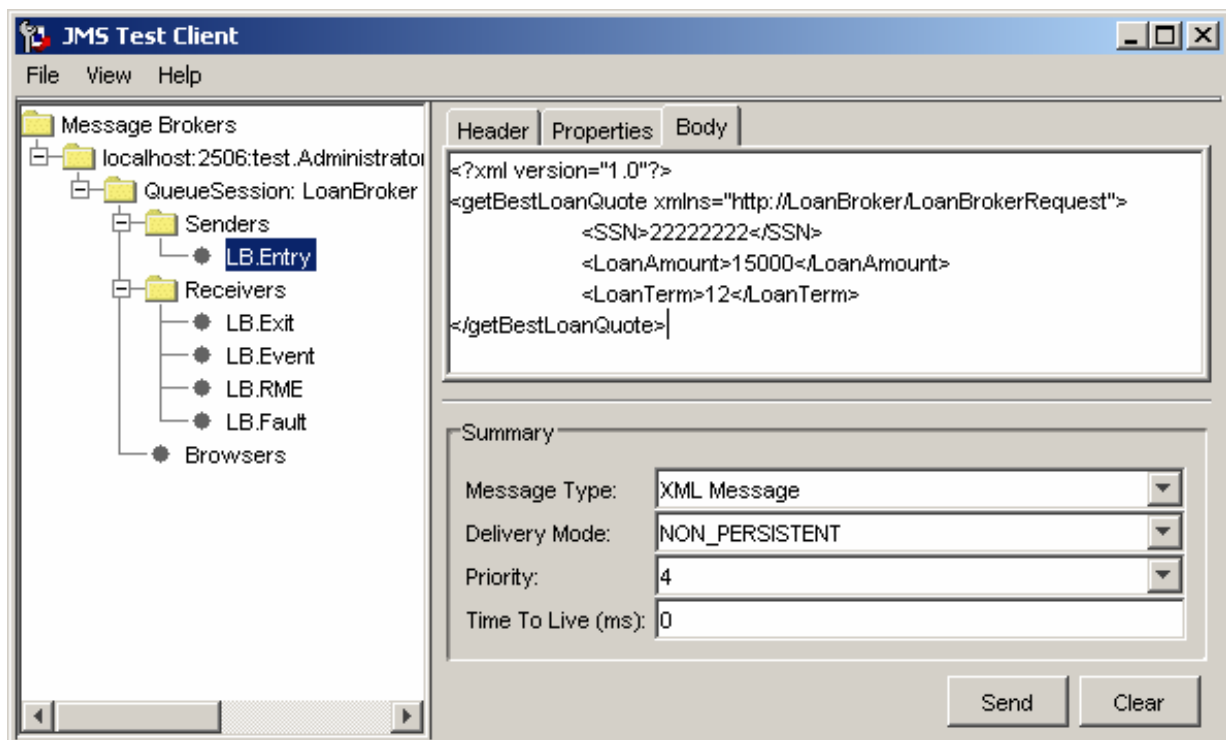 JMS Test Client
File View Help
Message Brokers
localhost:2506:test.Administrator
QueueSession: LoanBroker
Senders
LB.Entry
Receivers
LB.Exit
LB.Event
LB.RME
LB.Fault
Browsers
Header Properties Body
<?xml version="1.0"?>
<getBestLoanQuote xmlns="http://LoanBroker/LoanBrokerRequest">
<SSN>22222222</SSN>
<LoanAmount>15000</LoanAmount>
<LoanTerm>12</LoanTerm>
</getBestLoanQuote>
Summary
Message Type: XML Message
Delivery Mode: NON_PERSISTENT
Priority: 4
Time To Live (ms): 0
Send Clear